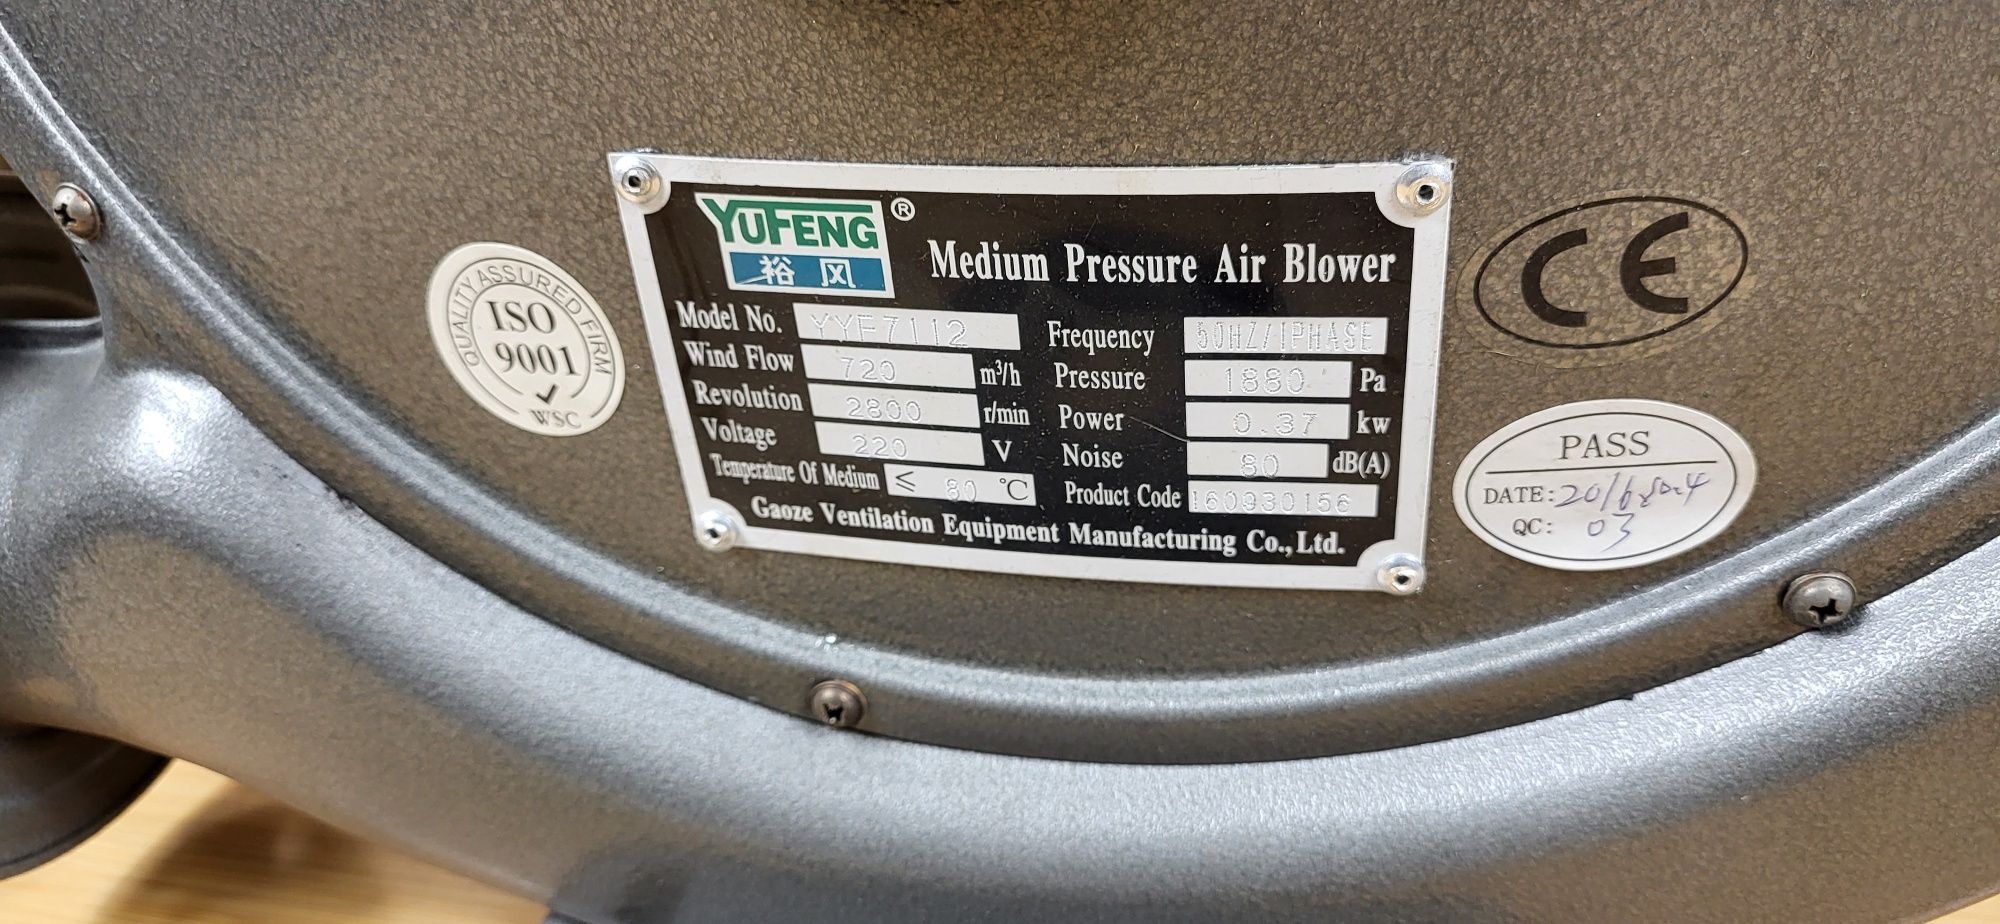 YUFENG ®
裕风
Medium Pressure Air Blower
Model No. YYF7112
Frequency 50HZ/1PHASE
Wind Flow 720 m³/h
Pressure 1880 Pa
Revolution 2800 r/min
Power 0.37 kw
Voltage 220 V
Noise 80 dB(A)
Temperature Of Medium ≤ 80 °C
Product Code 160930156
Gaoze Ventilation Equipment Manufacturing Co., Ltd.
QUALITY ASSURED FIRM
ISO
9001
WSC
CE
PASS
DATE:
QC: 03